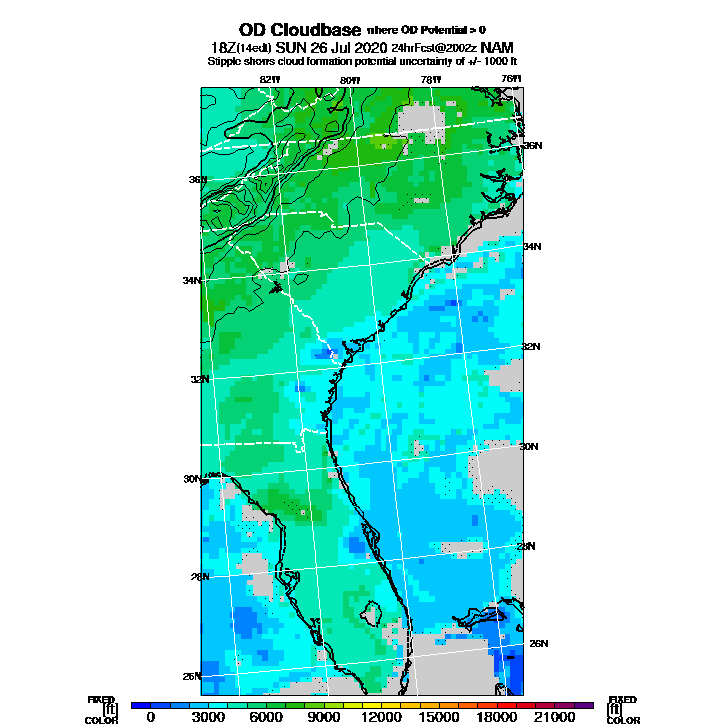 OD Cloudbase where OD Potential > 0
18Z(14edt) SUN 26 Jul 2020 24hrFcst@2002z NAM
Stipple shows cloud formation potential uncertainty of +/- 1000 ft
82W 80W 78W 76W
36N
36N
34N
34N
32N
32N
30N
30N
28N
28N
26N
26N
FIXED FIXED
[ft] [ft]
COLOR COLOR
0 3000 6000 9000 12000 15000 18000 21000